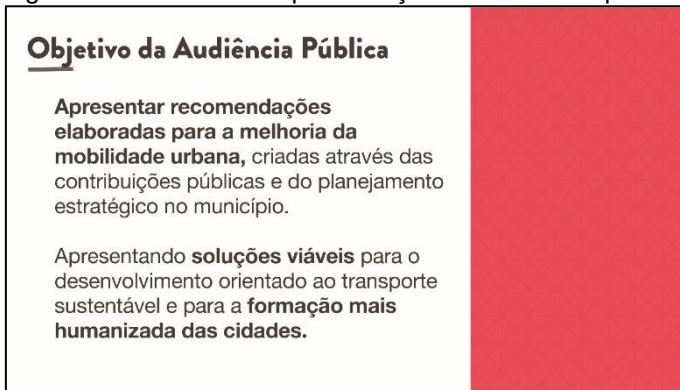 Objetivo da Audiência Pública
Apresentar recomendações
elaboradas para a melhoria da
mobilidade urbana, criadas através das
contribuições públicas e do planejamento
estratégico no município.
Apresentando soluções viáveis para o
desenvolvimento orientado ao transporte
sustentável e para a formação mais
humanizada das cidades.